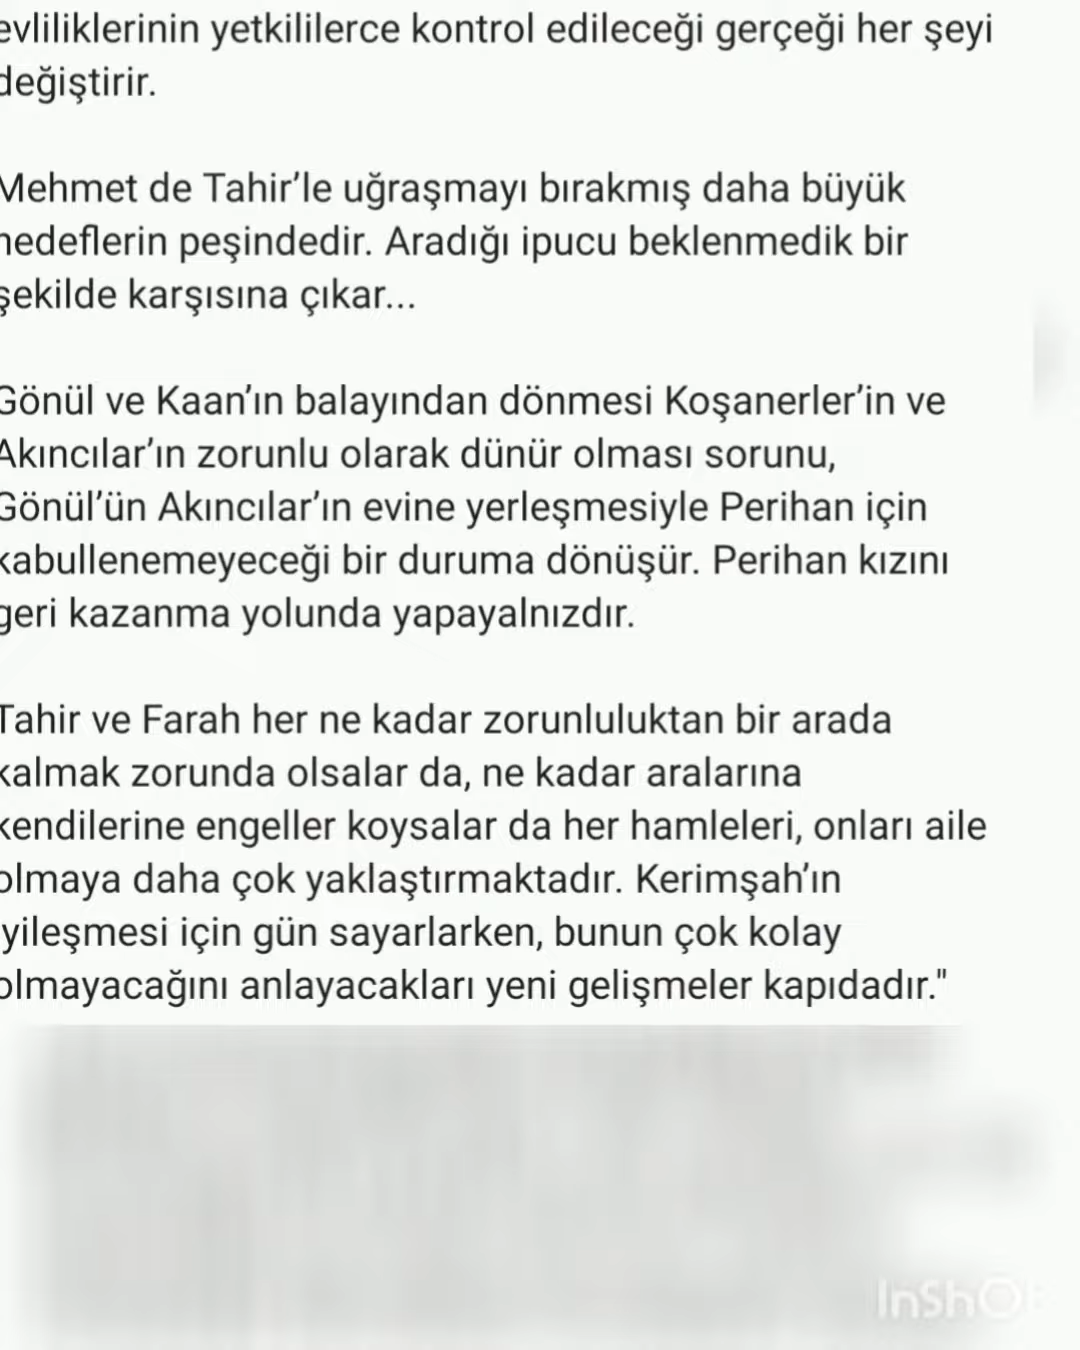 evliliklerinin yetkililerce kontrol edileceği gerçeği her şeyi
değiştirir.
Mehmet de Tahir’le uğraşmayı bırakmış daha büyük
hedeflerin peşindedir. Aradığı ipucu beklenmedik bir
şekilde karşısına çıkar...
Gönül ve Kaan’ın balayından dönmesi Koşanerler’in ve
Akıncılar’ın zorunlu olarak dünür olması sorunu,
Gönül’ün Akıncılar’ın evine yerleşmesiyle Perihan için
kabullenemeyeceği bir duruma dönüşür. Perihan kızını
geri kazanma yolunda yapayalnızdır.
Tahir ve Farah her ne kadar zorunluluktan bir arada
kalmak zorunda olsalar da, ne kadar aralarına
kendilerine engeller koysalar da her hamleleri, onları aile
olmaya daha çok yaklaştırmaktadır. Kerimşah’ın
iyileşmesi için gün sayarlarken, bunun çok kolay
olmayacağını anlayacakları yeni gelişmeler kapıdadır."
InShO